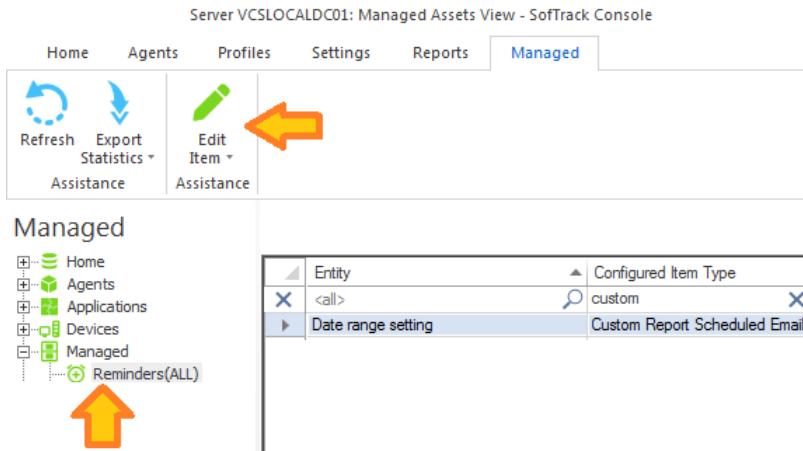 Server VCSLOCALDC01: Managed Assets View - SofTrack Console
Home Agents Profiles Settings Reports Managed
Refresh Export Statistics Edit Item
Assistance Assistance
Managed
Home
Agents
Applications
Devices
Managed
Reminders(ALL)
Entity Configured Item Type
<all> custom
Date range setting Custom Report Scheduled Email